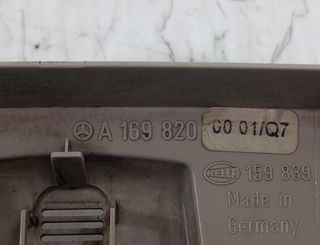 A 169 820 00 01/Q7
HELLA 159 839
Made in
Germany